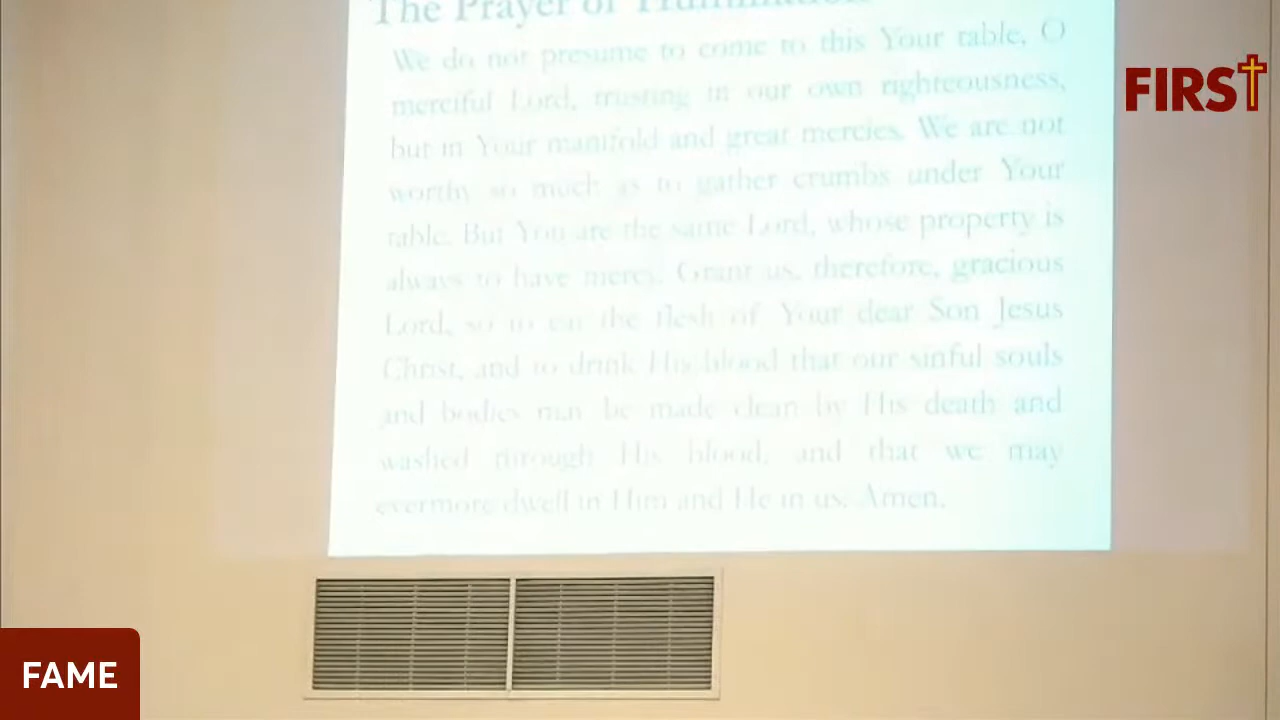 The Prayer of Illumination
We do not presume to come to this Your table, O
merciful Lord, trusting in our own righteousness,
but in Your manifold and great mercies. We are not
worthy so much as to gather crumbs under Your
table. But You are the same Lord, whose property is
always to have mercy. Grant us, therefore, gracious
Lord, so to eat the flesh of Your dear Son Jesus
Christ, and to drink His blood that our sinful souls
and bodies may be made clean by His death and
washed through His blood, and that we may
evermore dwell in Him and He in us. Amen.
FIRST
FAME